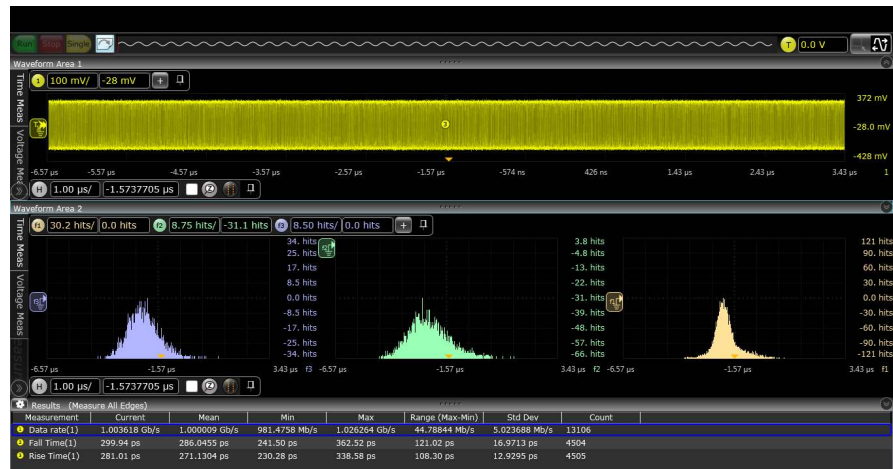 Run Stop Single T 0.0 V
Waveform Area 1
Time Meas
Voltage Mea
1 100 mV/ -28 mV +
372 mV
-28.0 mV
-428 mV
-6.57 µs -5.57 µs -4.57 µs -3.57 µs -2.57 µs -1.57 µs -574 ns 426 ns 1.43 µs 2.43 µs 3.43 µs 1
H 1.00 µs/ -1.5737705 µs
Waveform Area 2
Time Meas
Voltage Meas
f1 30.2 hits/ 0.0 hits f2 8.75 hits/ -31.1 hits f3 8.50 hits/ 0.0 hits +
34. hits 3.8 hits 121 hits
25. hits -4.8 hits 90. hits
17. hits -13. hits 60. hits
8.5 hits -22. hits 30. hits
0.0 hits -31. hits 0.0 hits
-8.5 hits -39. hits -30. hits
-17. hits -48. hits -60. hits
-25. hits -57. hits -90. hits
-34. hits -66. hits -121 hits
-6.57 µs -1.57 µs 3.43 µs f3 -6.57 µs -1.57 µs 3.43 µs f2 -6.57 µs -1.57 µs 3.43 µs f1
H 1.00 µs/ -1.5737705 µs
Results (Measure All Edges)
Measurement Current Mean Min Max Range (Max-Min) Std Dev Count
Data rate(1) 1.003618 Gb/s 1.000009 Gb/s 981.4758 Mb/s 1.026264 Gb/s 44.78844 Mb/s 5.023688 Mb/s 13106
Fall Time(1) 299.94 ps 286.0455 ps 241.50 ps 362.52 ps 121.02 ps 16.9713 ps 4504
Rise Time(1) 281.01 ps 271.1304 ps 230.28 ps 338.58 ps 108.30 ps 12.9295 ps 4505